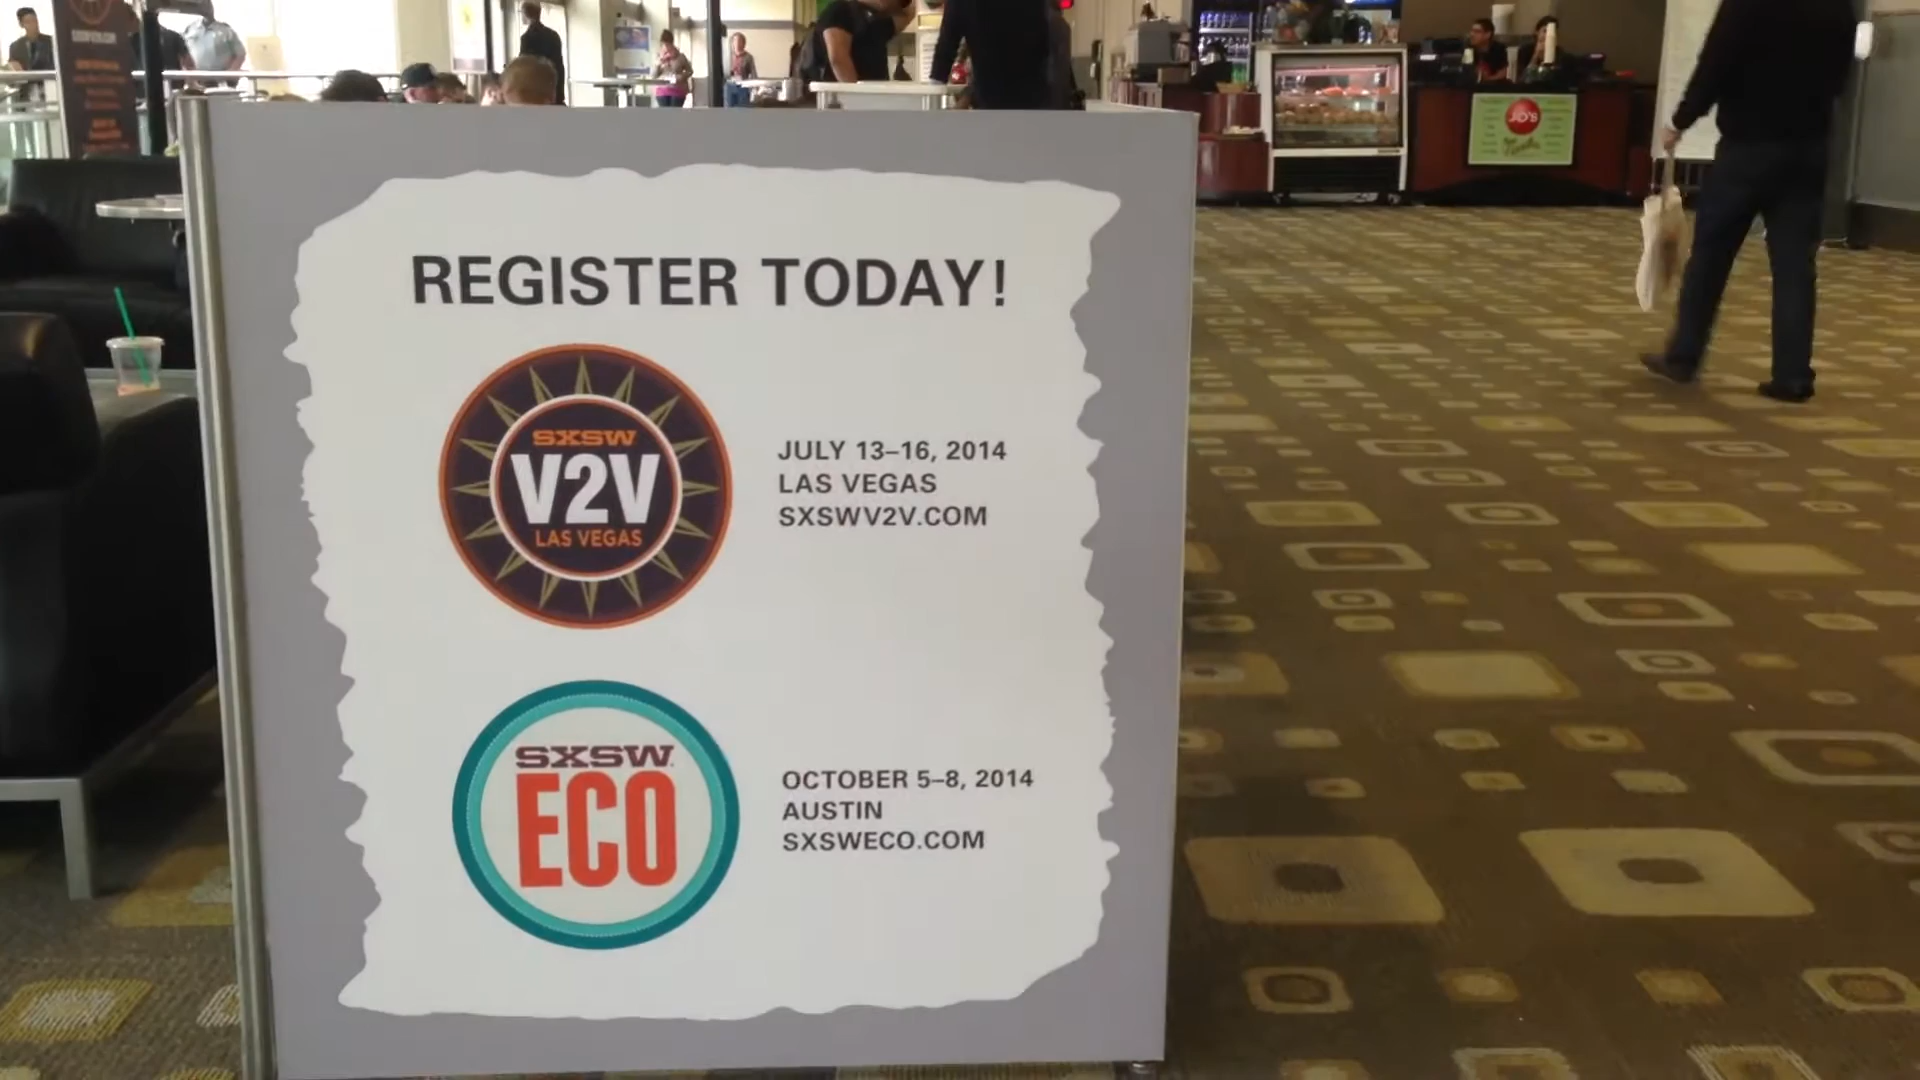 REGISTER TODAY!
SXSW
V2V
LAS VEGAS
JULY 13–16, 2014
LAS VEGAS
SXSWV2V.COM
SXSW
ECO
OCTOBER 5–8, 2014
AUSTIN
SXSWECO.COM
JO'S